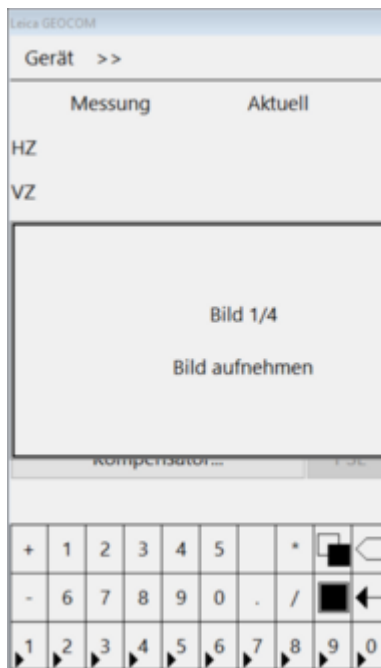 Leica GEOCOM
Gerät >>
Messung Aktuell
HZ
VZ
Bild 1/4
Bild aufnehmen
Kompensator...
+ 1 2 3 4 5 *
- 6 7 8 9 0 . /
1 2 3 4 5 6 7 8 9 0